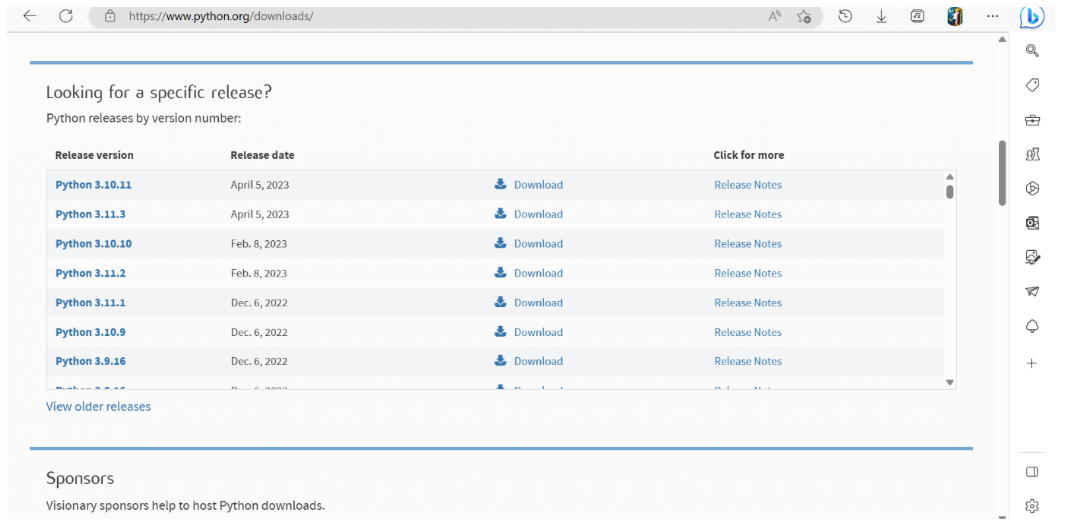 https://www.python.org/downloads/
Looking for a specific release?
Python releases by version number:
Release version Release date Click for more
Python 3.10.11 April 5, 2023 Download Release Notes
Python 3.11.3 April 5, 2023 Download Release Notes
Python 3.10.10 Feb. 8, 2023 Download Release Notes
Python 3.11.2 Feb. 8, 2023 Download Release Notes
Python 3.11.1 Dec. 6, 2022 Download Release Notes
Python 3.10.9 Dec. 6, 2022 Download Release Notes
Python 3.9.16 Dec. 6, 2022 Download Release Notes
View older releases
Sponsors
Visionary sponsors help to host Python downloads.